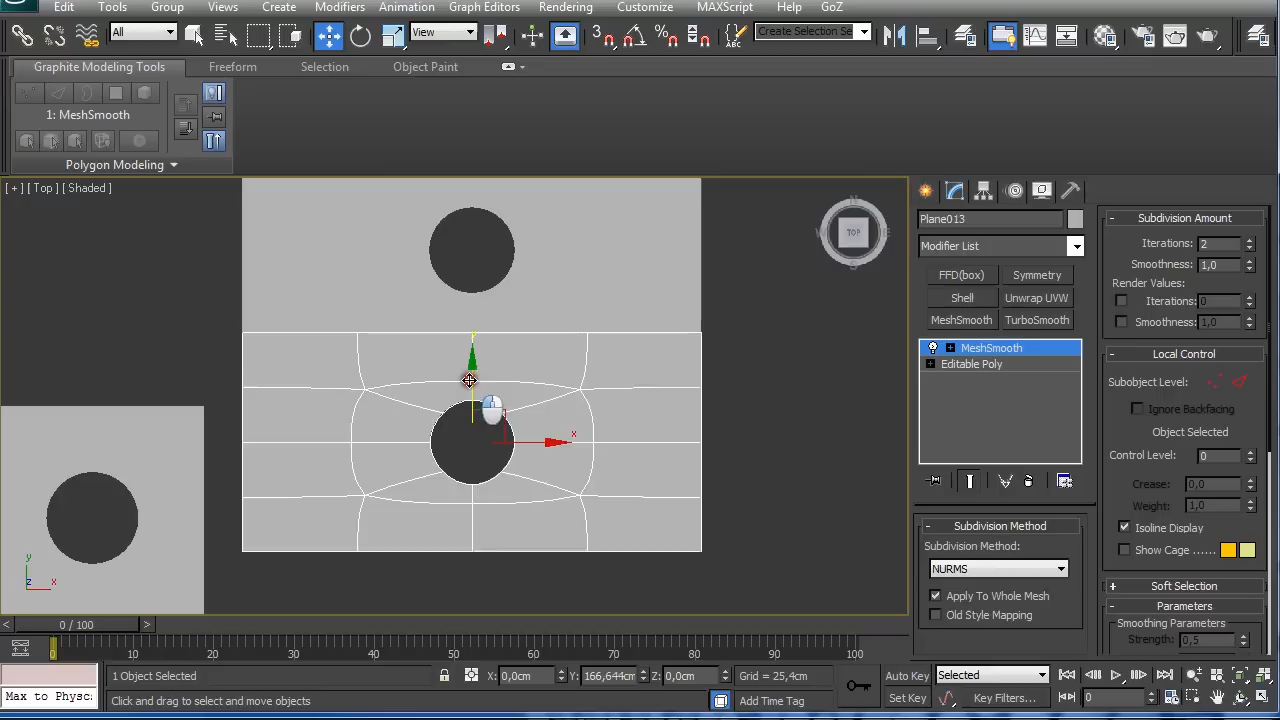 Edit Tools Group Views Create Modifiers Animation Graph Editors Rendering Customize MAXScript Help GoZ
All View Create Selection Se
Graphite Modeling Tools Freeform Selection Object Paint
1: MeshSmooth
Polygon Modeling
[ + ] [ Top ] [ Shaded ]
N
TOP
y
x
y
z x
Plane013
Modifier List
FFD(box) Symmetry
Shell Unwrap UVW
MeshSmooth TurboSmooth
MeshSmooth
Editable Poly
Subdivision Method
Subdivision Method:
NURMS
Apply To Whole Mesh
Old Style Mapping
Subdivision Amount
Iterations: 2
Smoothness: 1,0
Render Values:
Iterations: 0
Smoothness: 1,0
Local Control
Subobject Level:
Ignore Backfacing
Object Selected
Control Level: 0
Crease: 0,0
Weight: 1,0
Isoline Display
Show Cage ......
Soft Selection
Parameters
Smoothing Parameters
Strength: 0,5
< 0 / 100 >
0 10 20 30 40 50 60 70 80 90 100
1 Object Selected X: 0,0cm Y: 166,644cm Z: 0,0cm Grid = 25,4cm Auto Key Selected
Max to Physc: Click and drag to select and move objects Add Time Tag Set Key Key Filters... 0